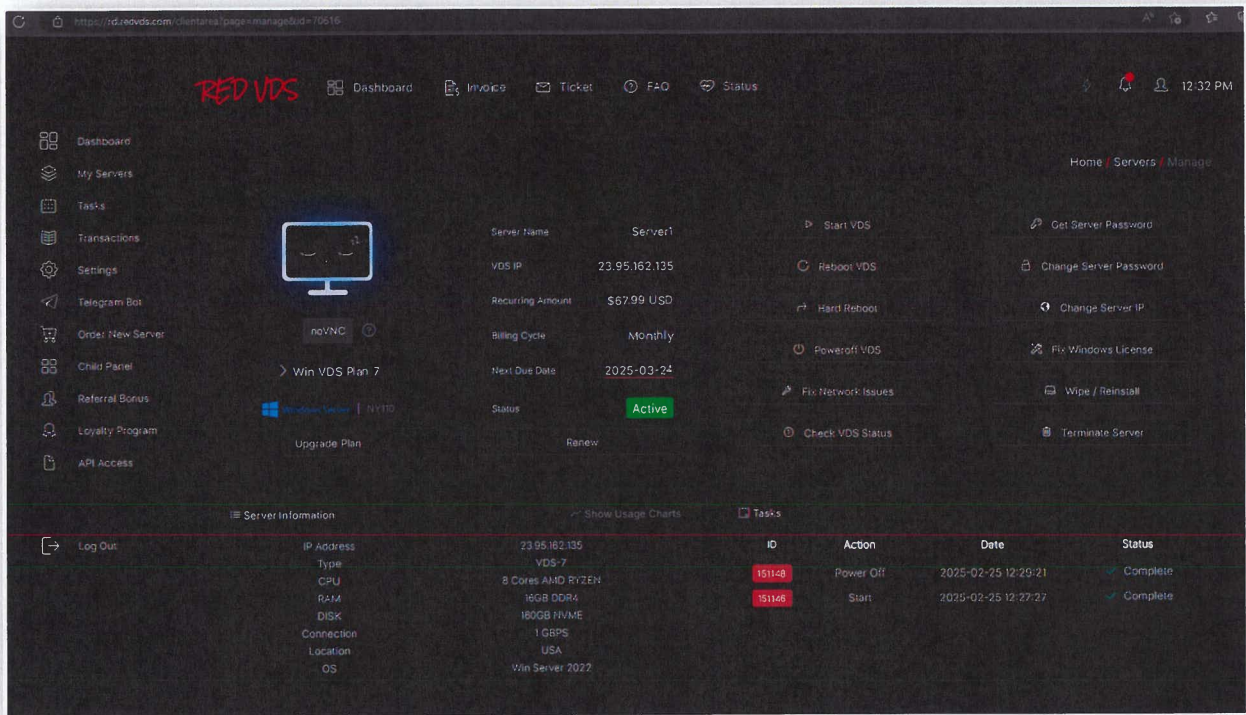 https://rd.redvds.com/clientarea?page=manage&id=70616
RED VDS
Dashboard
Invoice
Ticket
FAQ
Status
12:32 PM
Home / Servers / Manage
Dashboard
My Servers
Tasks
Transactions
Settings
Telegram Bot
Order New Server
Child Panel
Referral Bonus
Loyalty Program
API Access
Log Out
noVNC
Win VDS Plan 7
Windows Server | NY110
Upgrade Plan
Server Name Server1
VDS IP 23.95.162.135
Recurring Amount $67.99 USD
Billing Cycle Monthly
Next Due Date 2025-03-24
Status Active
Renew
Start VDS
Reboot VDS
Hard Reboot
Poweroff VDS
Fix Network Issues
Check VDS Status
Get Server Password
Change Server Password
Change Server IP
Fix Windows License
Wipe / Reinstall
Terminate Server
Server Information Show Usage Charts
IP Address 23.95.162.135
Type VDS-7
CPU 8 Cores AMD RYZEN
RAM 16GB DDR4
DISK 180GB NVME
Connection 1 GBPS
Location USA
OS Win Server 2022
Tasks
ID Action Date Status
151148 Power Off 2025-02-25 12:29:21 Complete
151146 Start 2025-02-25 12:27:27 Complete